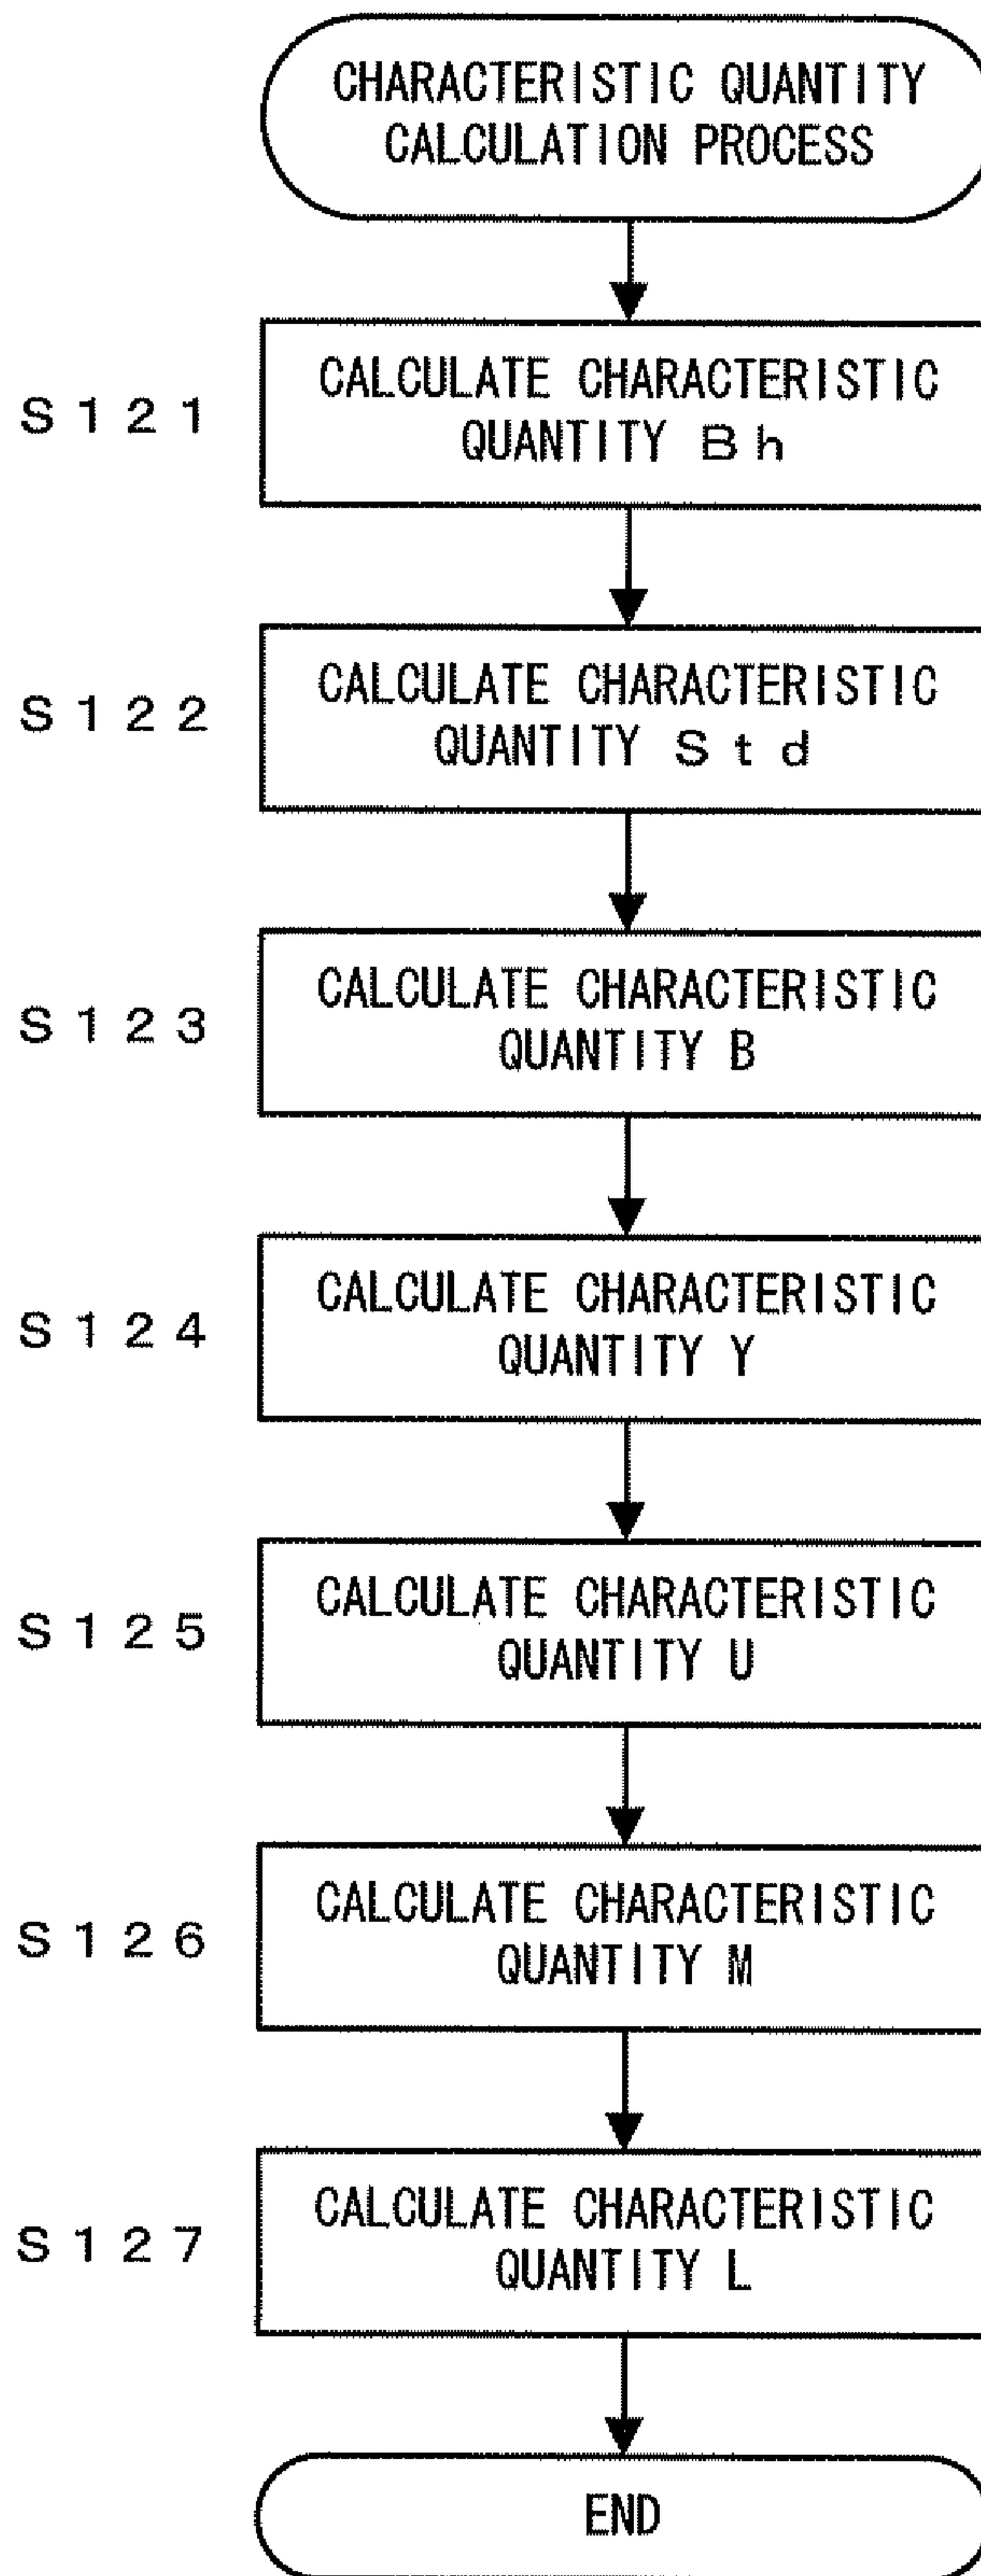 CHARACTERISTIC QUANTITY
CALCULATION PROCESS
S121
CALCULATE CHARACTERISTIC
QUANTITY Bh
S122
CALCULATE CHARACTERISTIC
QUANTITY Std
S123
CALCULATE CHARACTERISTIC
QUANTITY B
S124
CALCULATE CHARACTERISTIC
QUANTITY Y
S125
CALCULATE CHARACTERISTIC
QUANTITY U
S126
CALCULATE CHARACTERISTIC
QUANTITY M
S127
CALCULATE CHARACTERISTIC
QUANTITY L
END